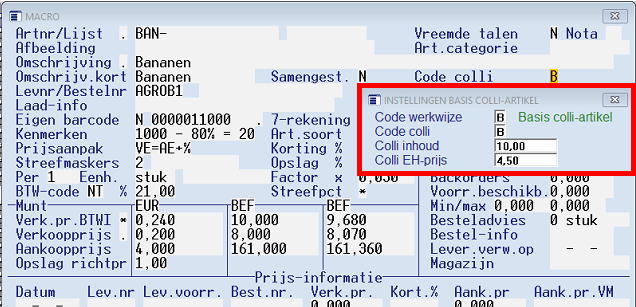 MACRO
Artnr/Lijst . BAN- Vreemde talen N Nota
Afbeelding Art.categorie
Omschrijving . Bananen
Omschrijv.kort Bananen Samengest. N Code colli B
Levnr/Bestelnr AGROB1
Laad-info
Eigen barcode N 0000011000 . 7-rekening
Kenmerken 1000 - 80% = 20 Art.soort
Prijsaanpak VE=AE+% Korting %
Streefmaskers 2 Opslag %
Per 1 Eenh. stuk Factor x 0,050
BTW-code NT % 21,00 Streefpct *
INSTELLINGEN BASIS COLLI-ARTIKEL
Code werkwijze B Basis colli-artikel
Code colli B
Colli inhoud 10,00
Colli EH-prijs 4,50
Backorders 0,000
Voorr.beschikb. 0,000
Min/max 0,000 0,000
Munt EUR BEF BEF
Verk.pr.BTWI * 0,240 10,000 9,680 Besteladvies 0 stuk
Verkoopprijs . 0,200 8,000 8,070 Bestel-info
Aankoopprijs 4,000 161,000 161,360 Lever.verw.op - -
Opslag richtpr 1,00 Magazijn
Prijs-informatie
Datum Lev.nr Lev.voorr. Best.nr. Verk.pr. Kort.% Aank.pr Aank.pr.VM